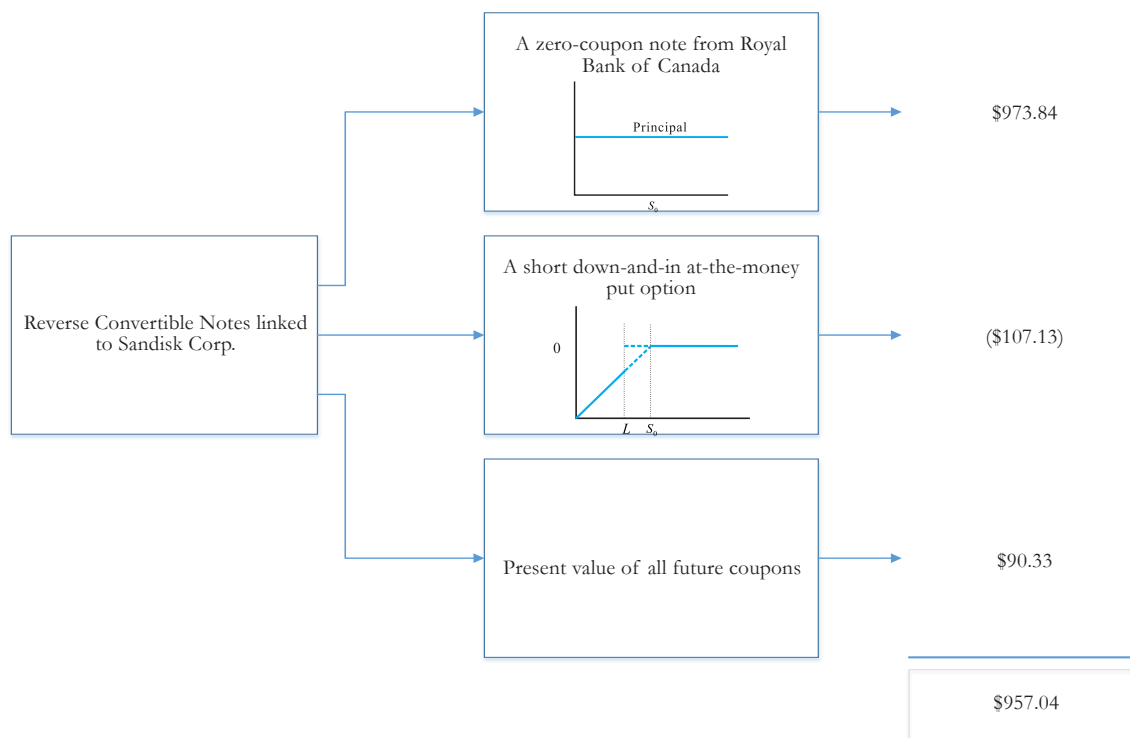 A zero-coupon note from Royal
Bank of Canada
Principal
S₀
$973.84
Reverse Convertible Notes linked
to Sandisk Corp.
A short down-and-in at-the-money
put option
0
L S₀
($107.13)
Present value of all future coupons
$90.33
$957.04